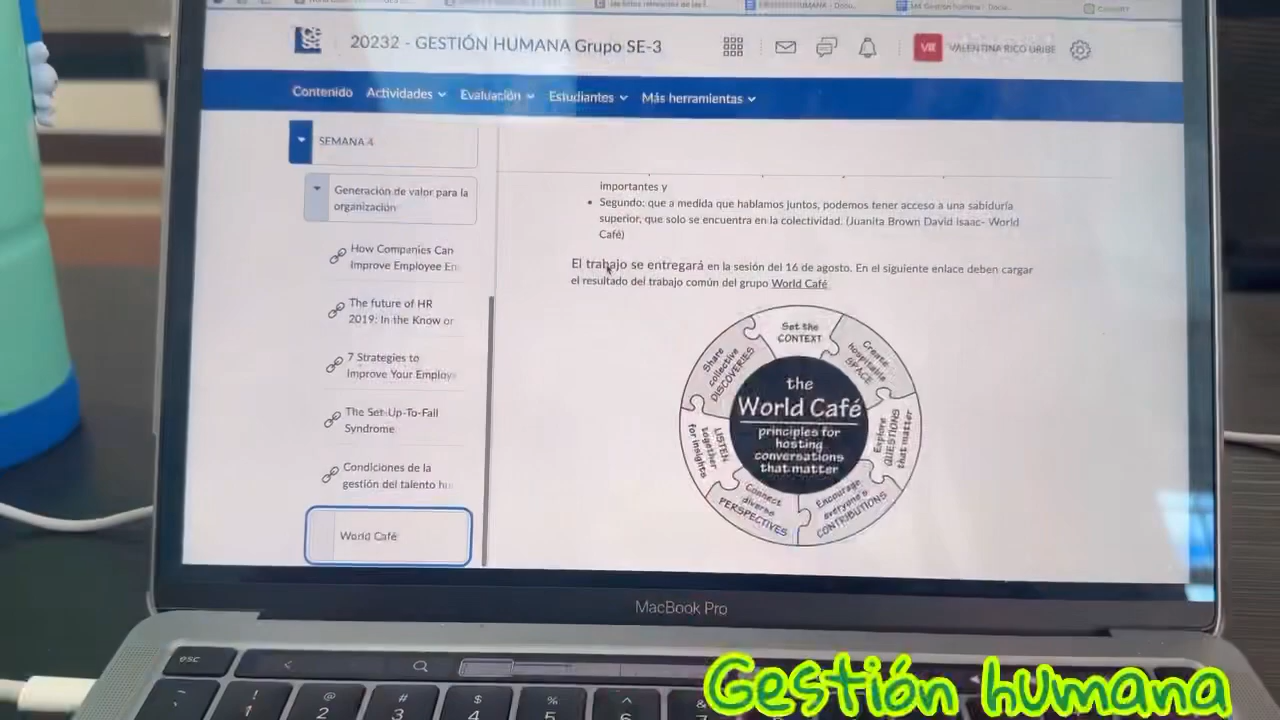 20232 - GESTIÓN HUMANA Grupo SE-3
VR VALENTINA RICO URIBE
Contenido Actividades Evaluación Estudiantes Más herramientas
SEMANA 4
Generación de valor para la
organización
How Companies Can
Improve Employee En
The future of HR
2019: In the Know or
7 Strategies to
Improve Your Employ
The Set-Up-To-Fall
Syndrome
Condiciones de la
gestión del talento hu
World Café
importantes y
• Segundo: que a medida que hablamos juntos, podemos tener acceso a una sabiduría
superior, que solo se encuentra en la colectividad. (Juanita Brown David Isaac- World
Café)
El trabajo se entregará en la sesión del 16 de agosto. En el siguiente enlace deben cargar
el resultado del trabajo común del grupo World Café
Set the
CONTEXT
Create
hospitable
SPACE
Explore
QUESTIONS
that matter
Encourage
everyone's
CONTRIBUTIONS
Connect
diverse
PERSPECTIVES
LISTEN
together
for insights
Share
collective
DISCOVERIES
the
World Café
principles for
hosting
conversations
that matter
MacBook Pro
esc
Gestión humana